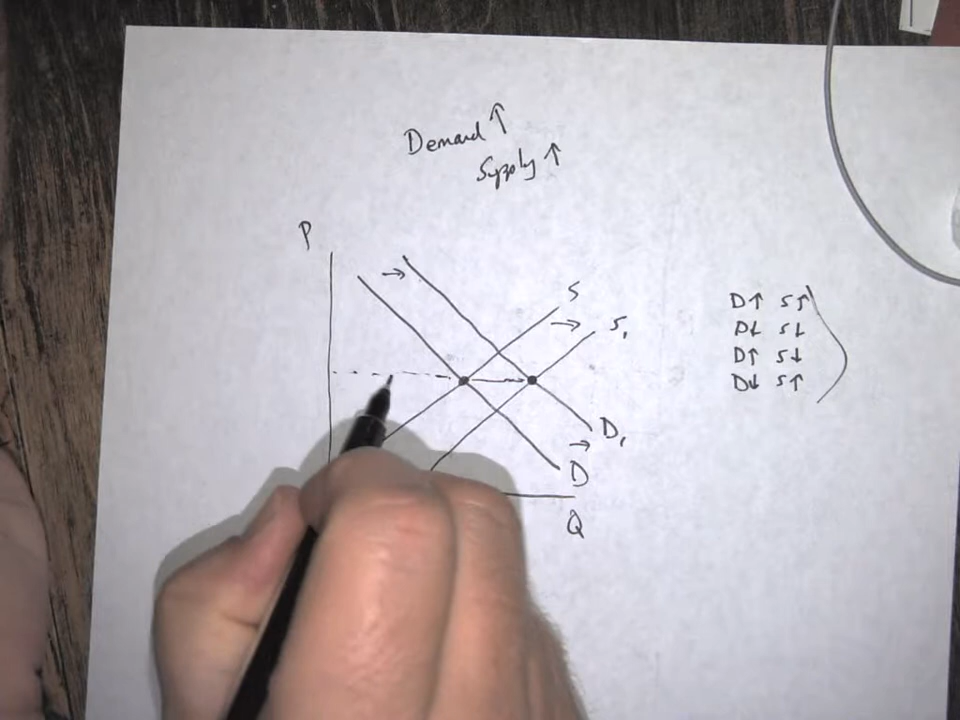 Demand ↑
Supply ↑
P
S
S₁
D₁
D
Q
D↑ S↑
D↓ S↓
D↑ S↓
D↓ S↑